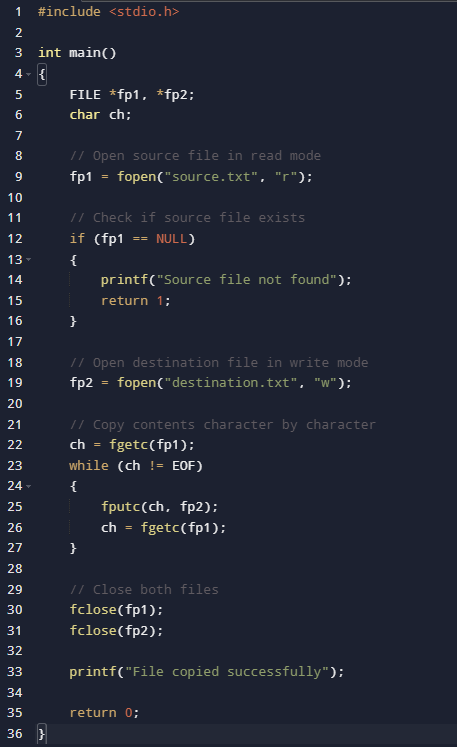 1 #include <stdio.h>
2
3 int main()
4 {
5     FILE *fp1, *fp2;
6     char ch;
7
8     // Open source file in read mode
9     fp1 = fopen("source.txt", "r");
10
11     // Check if source file exists
12     if (fp1 == NULL)
13     {
14         printf("Source file not found");
15         return 1;
16     }
17
18     // Open destination file in write mode
19     fp2 = fopen("destination.txt", "w");
20
21     // Copy contents character by character
22     ch = fgetc(fp1);
23     while (ch != EOF)
24     {
25         fputc(ch, fp2);
26         ch = fgetc(fp1);
27     }
28
29     // Close both files
30     fclose(fp1);
31     fclose(fp2);
32
33     printf("File copied successfully");
34
35     return 0;
36 }